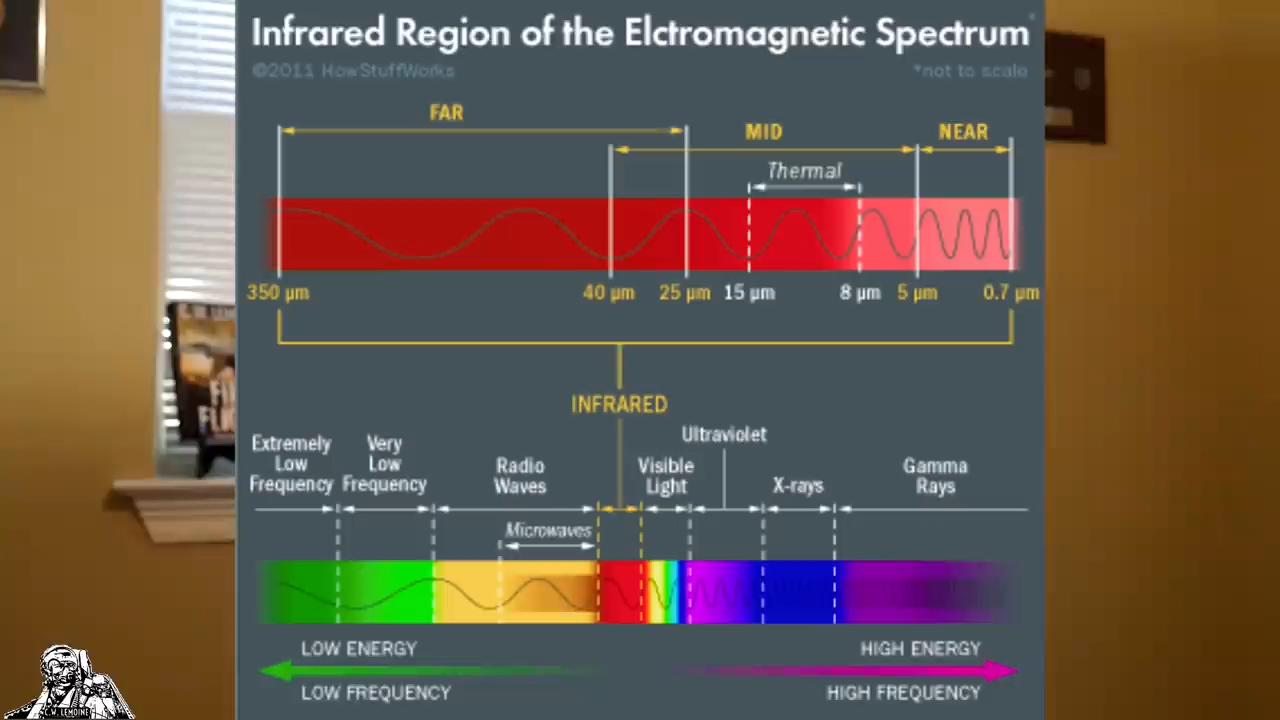 Infrared Region of the Elctromagnetic Spectrum
©2011 HowStuffWorks
*not to scale
FAR
MID
NEAR
Thermal
350 µm
40 µm
25 µm
15 µm
8 µm
5 µm
0.7 µm
INFRARED
Extremely
Low
Frequency
Very
Low
Frequency
Radio
Waves
Microwaves
Visible
Light
Ultraviolet
X-rays
Gamma
Rays
LOW ENERGY
HIGH ENERGY
LOW FREQUENCY
HIGH FREQUENCY
C.W. LEMOINE